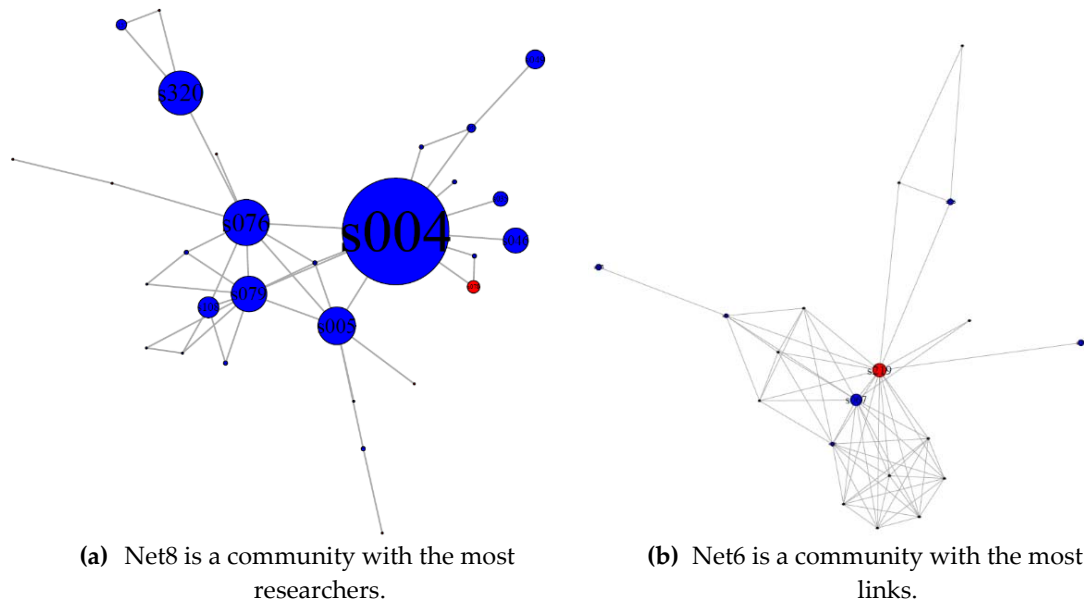 s320
s004
s076
s079
s005
(a) Net8 is a community with the most
researchers.
(b) Net6 is a community with the most
links.